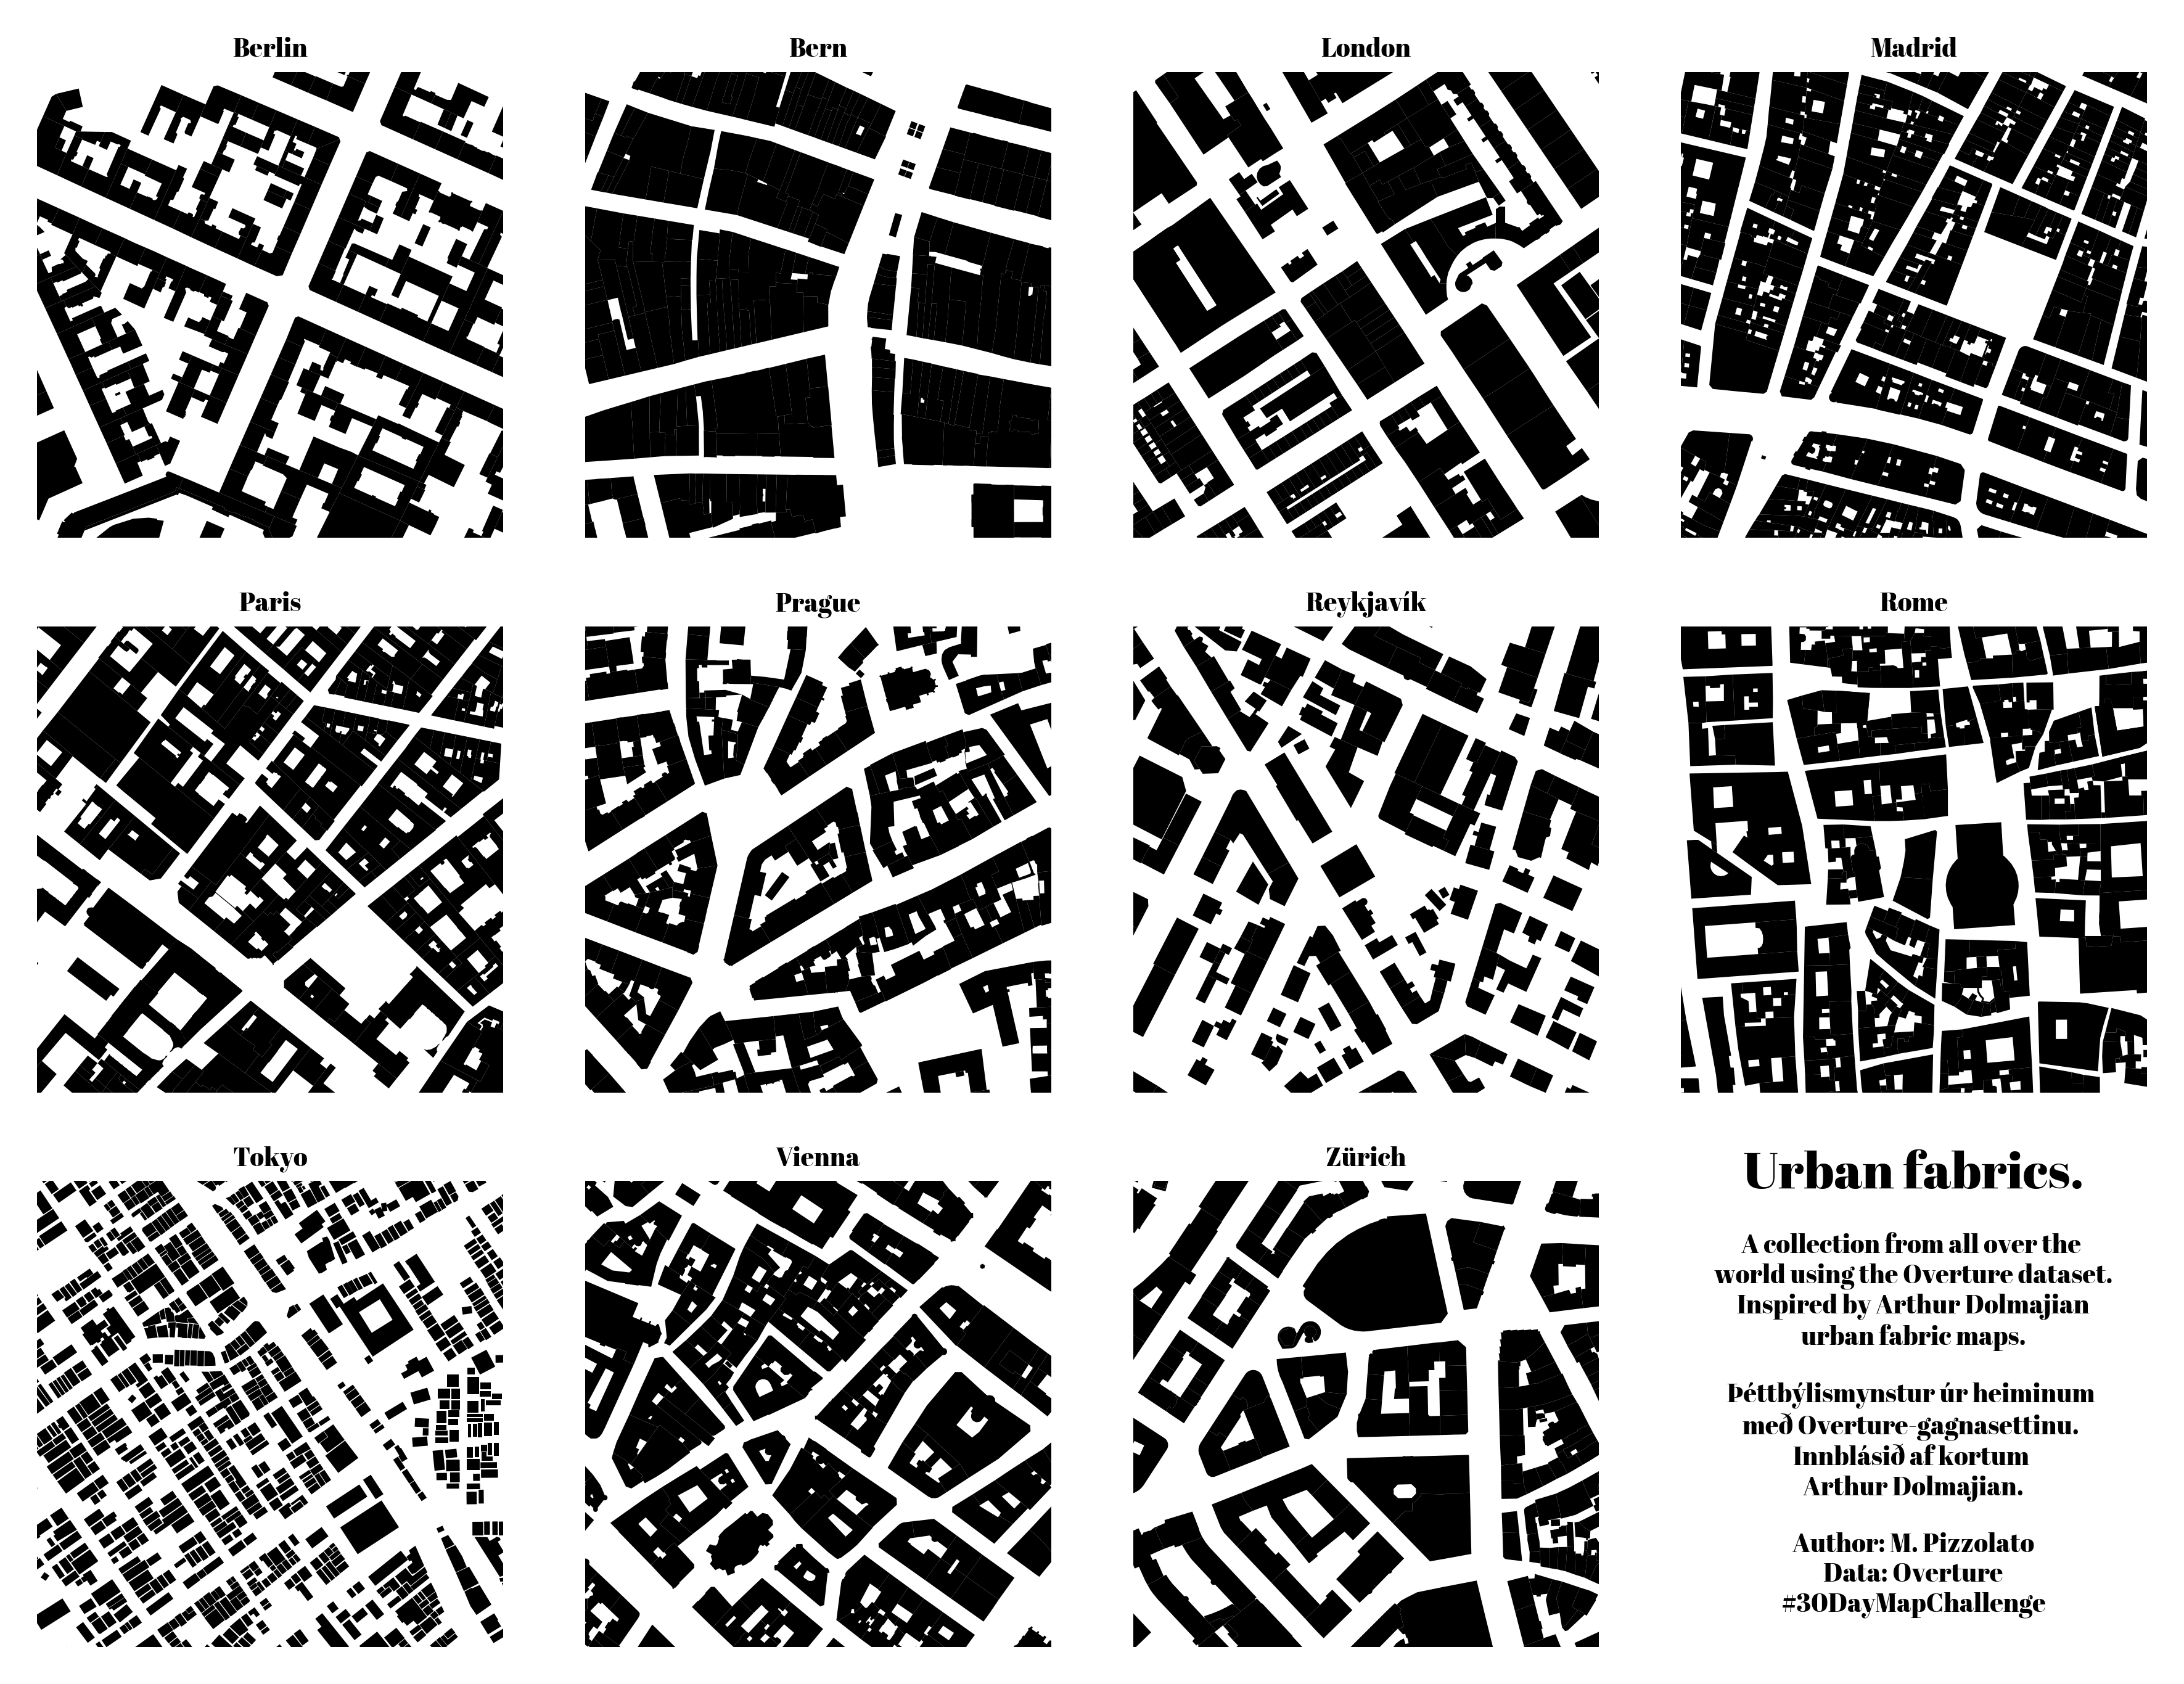 Berlin
Bern
London
Madrid
Paris
Prague
Reykjavík
Rome
Tokyo
Vienna
Zürich
Urban fabrics.
A collection from all over the
world using the Overture dataset.
Inspired by Arthur Dolmajian
urban fabric maps.
Þéttbýlismynstur úr heiminum
með Overture-gagnasettinu.
Innblásið af kortum
Arthur Dolmajian.
Author: M. Pizzolato
Data: Overture
#30DayMapChallenge